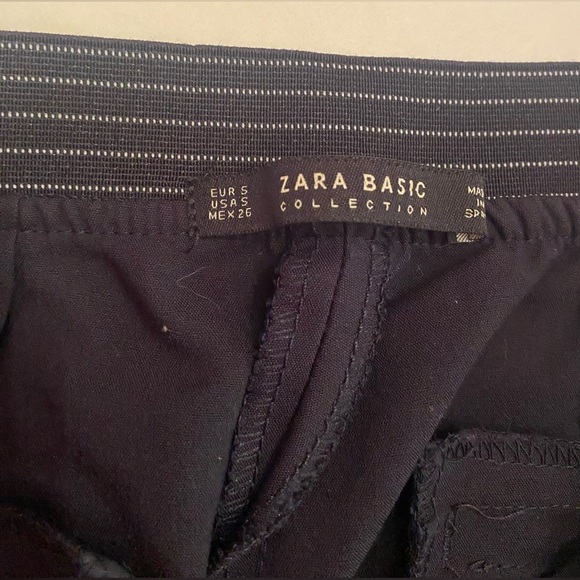 EUR S
USA S
MEX 26
ZARA BASIC
COLLECTION